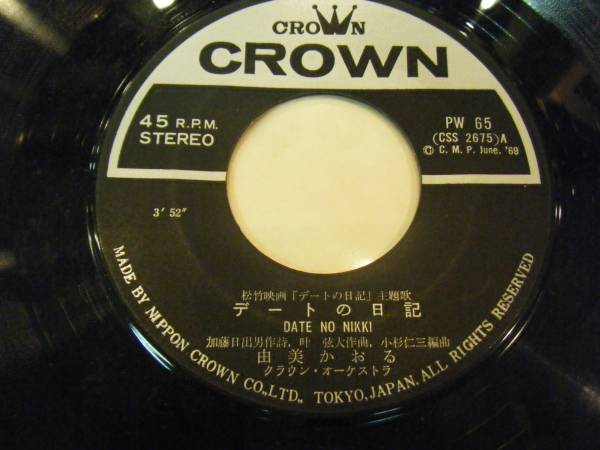 CROWN
CROWN
45 R.P.M.
STEREO
PW 65
(CSS 2675)A
© C. M. P. June. '69
3' 52"
松竹映画『デートの日記』主題歌
デートの日記
DATE NO NIKKI
加藤日出男作詩, 叶 弦大作曲, 小杉仁三編曲
由美かおる
クラウン・オーケストラ
MADE BY NIPPON CROWN CO.,LTD., TOKYO, JAPAN. ALL RIGHTS RESERVED